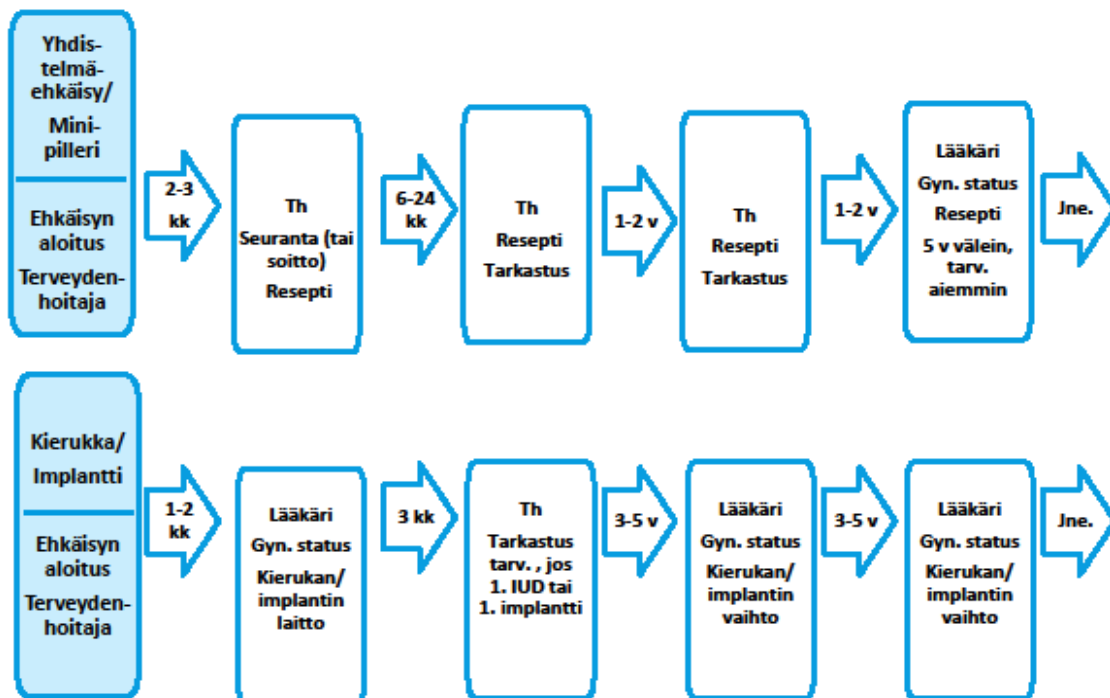 Yhdis-
telmä-
ehkäisy/
Mini-
pilleri
Ehkäisyn
aloitus
Terveyden-
hoitaja
2-3
kk
Th
Seuranta (tai
soitto)
Resepti
6-24
kk
Th
Resepti
Tarkastus
1-2 v
Th
Resepti
Tarkastus
1-2 v
Lääkäri
Gyn. status
Resepti
5 v välein,
tarv.
aiemmin
Jne.
Kierukka/
Implantti
Ehkäisyn
aloitus
Terveyden-
hoitaja
1-2
kk
Lääkäri
Gyn. status
Kierukan/
implantin
laitto
3 kk
Th
Tarkastus
tarv. , jos
1. IUD tai
1. implantti
3-5 v
Lääkäri
Gyn. status
Kierukan/
implantin
vaihto
3-5 v
Lääkäri
Gyn. status
Kierukan/
implantin
vaihto
Jne.